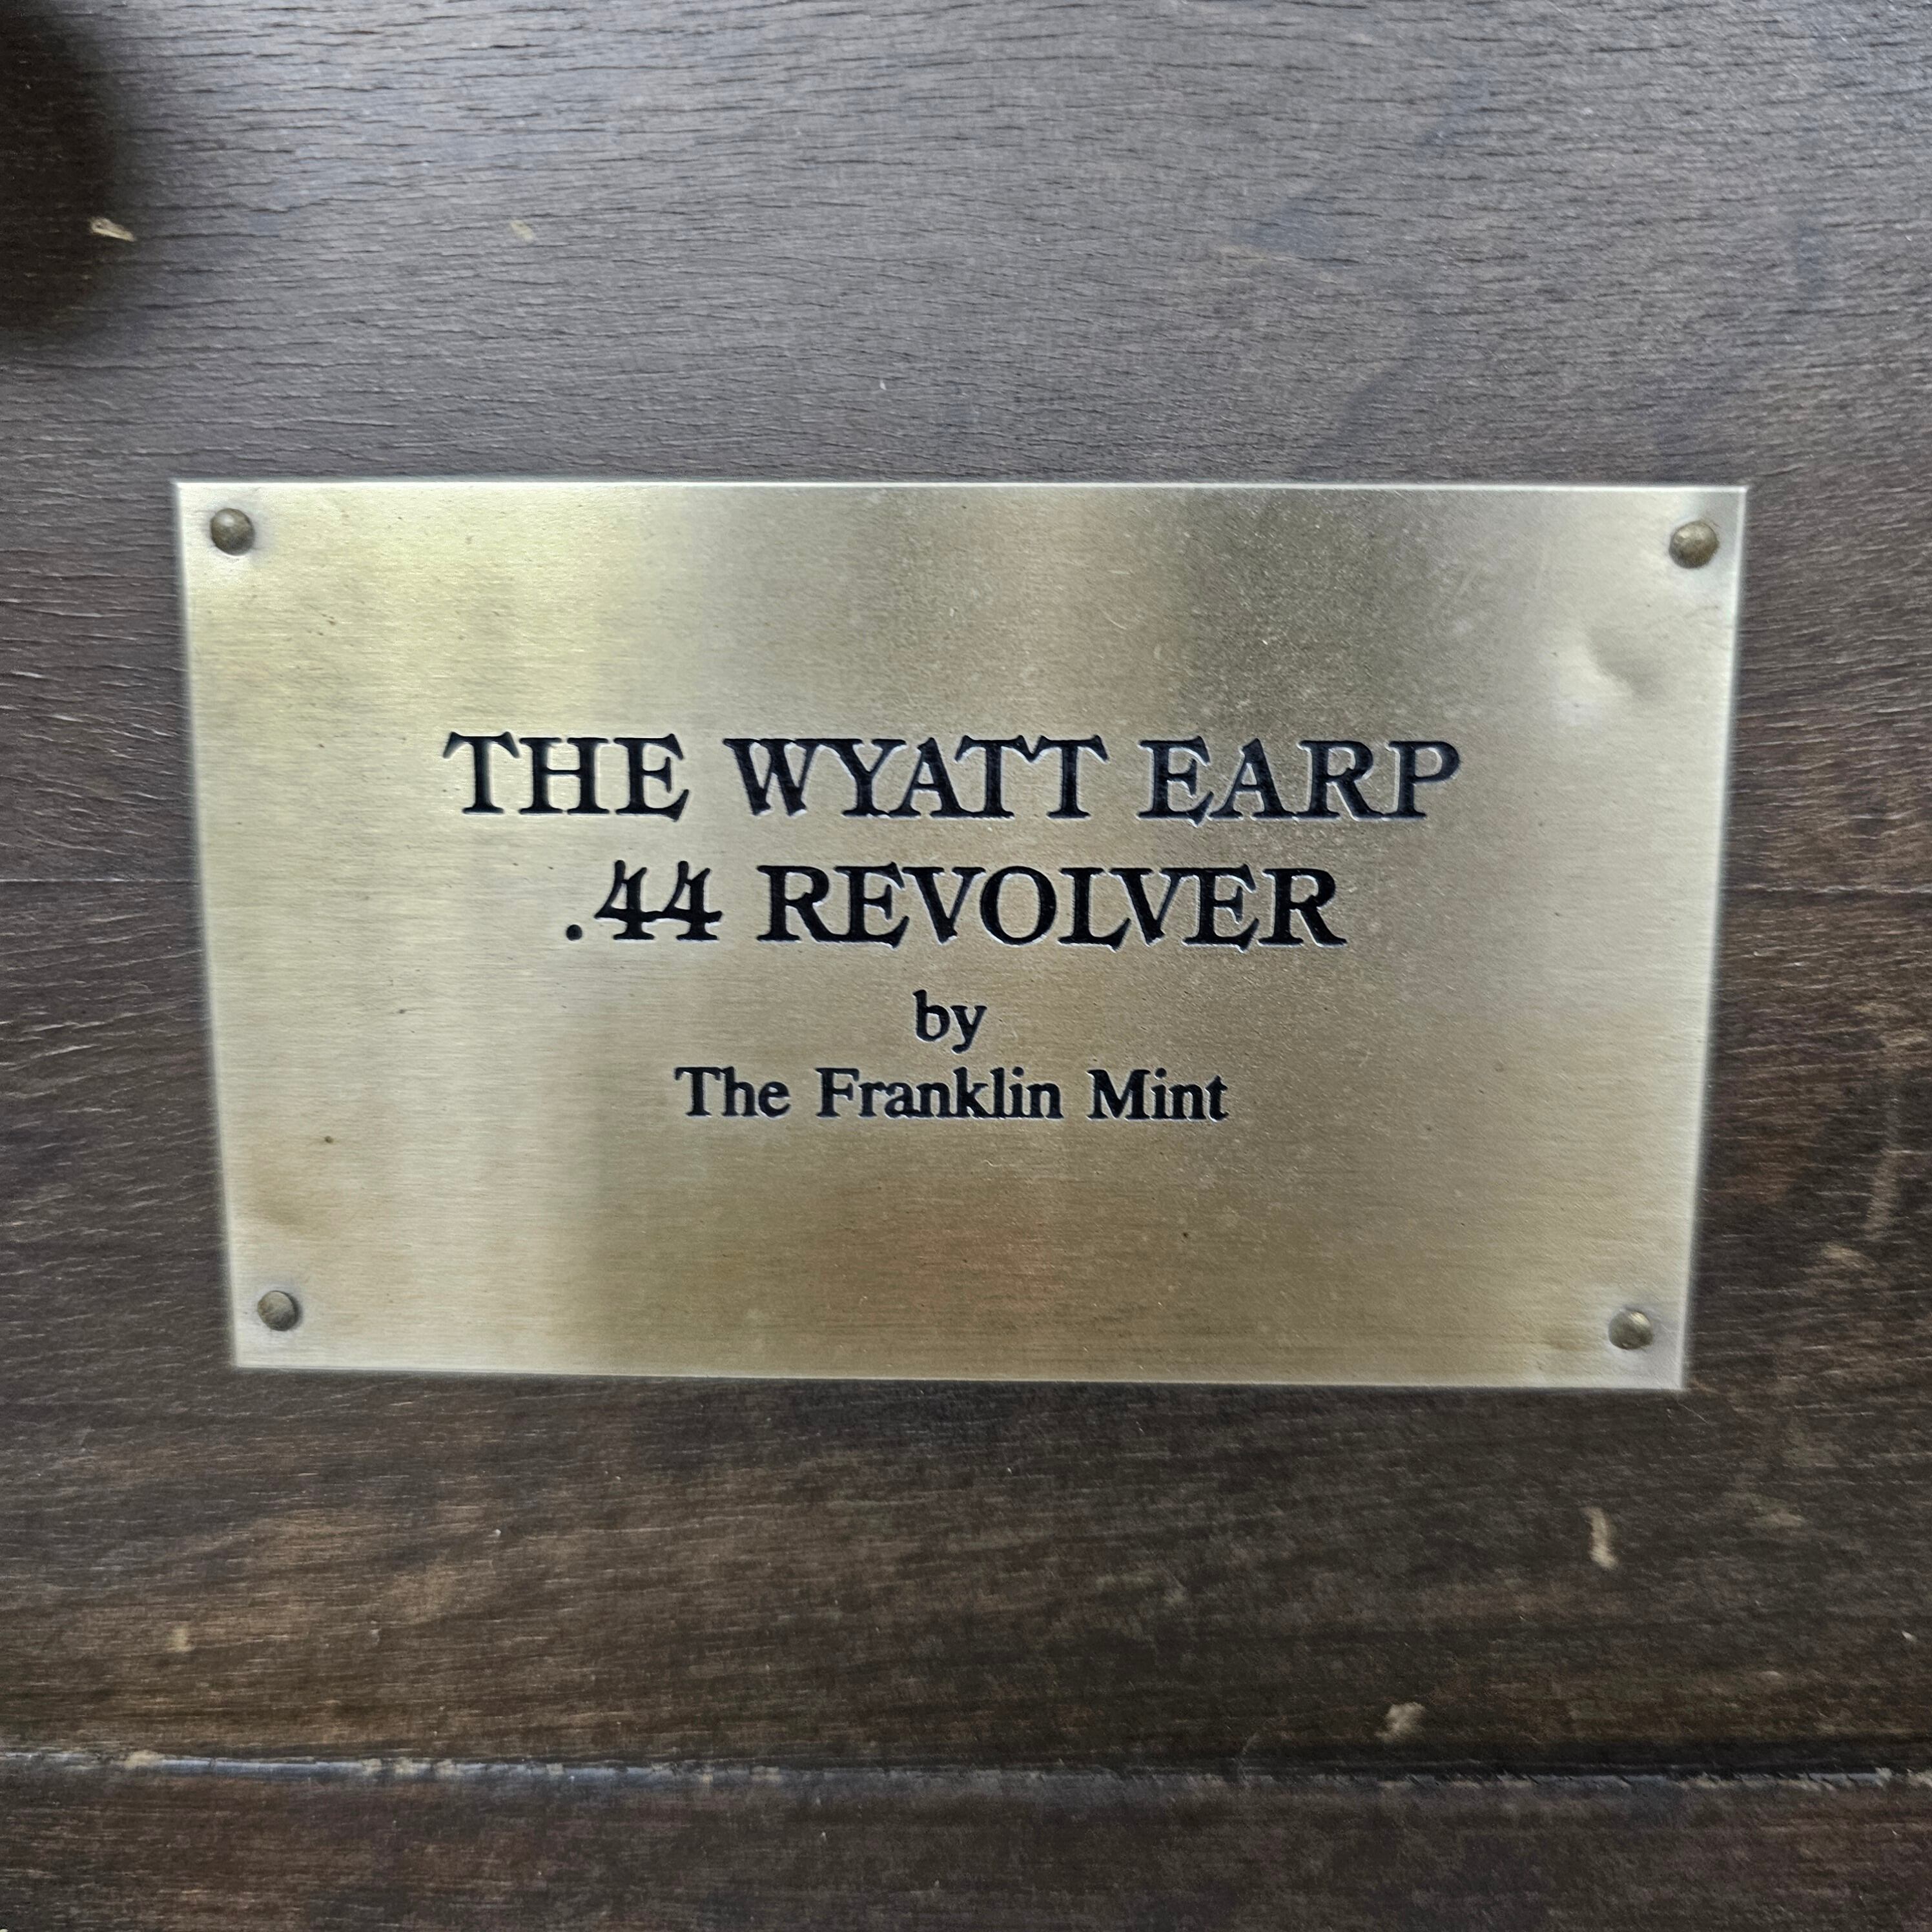 THE WYATT EARP
.44 REVOLVER
by
The Franklin Mint